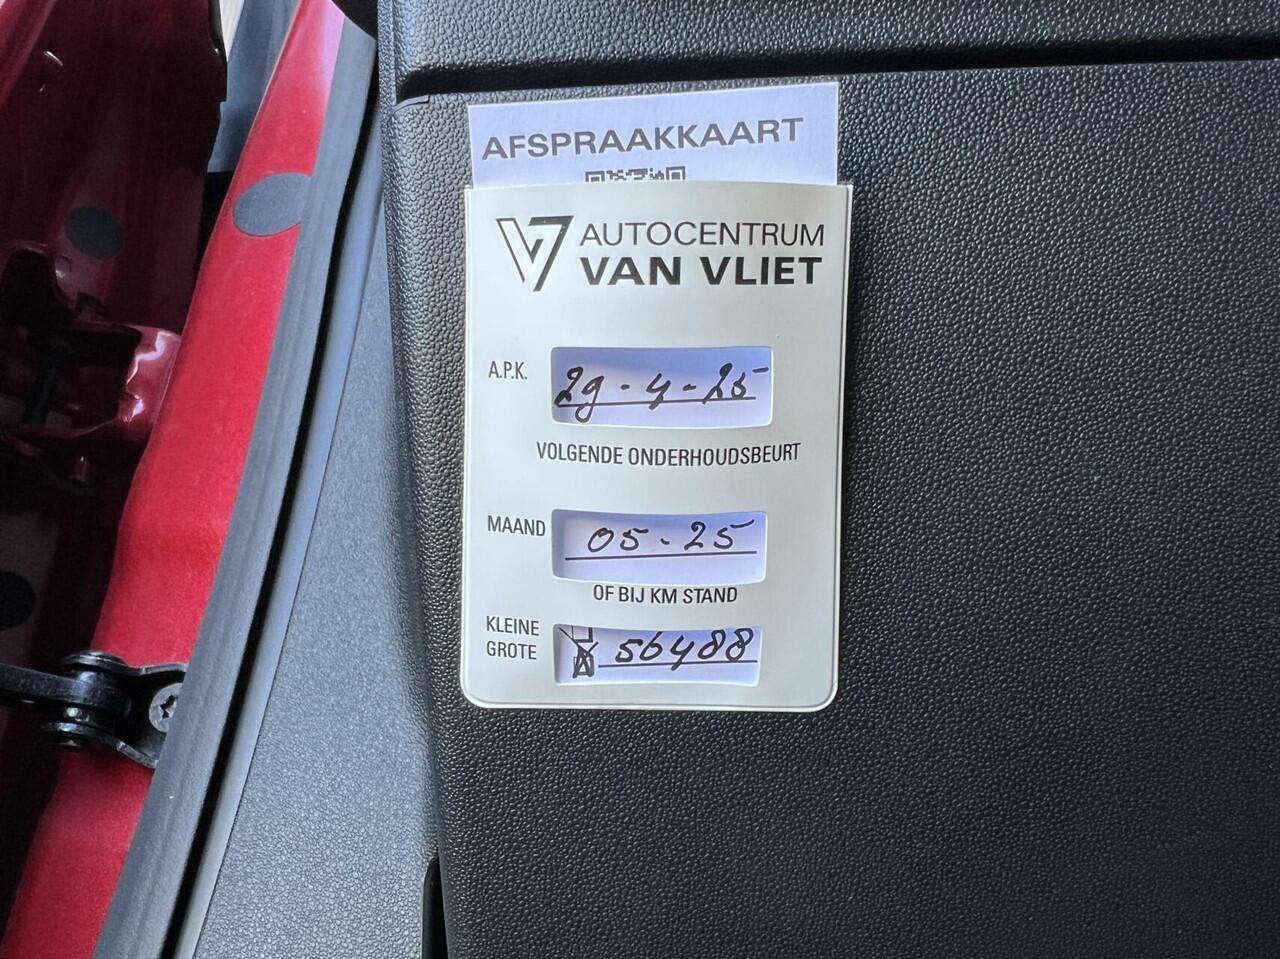 AFSPRAAKKAART
AUTOCENTRUM
VAN VLIET
A.P.K. 29-4-25
VOLGENDE ONDERHOUDSBEURT
MAAND 05-25
OF BIJ KM STAND
KLEINE
GROTE 56488